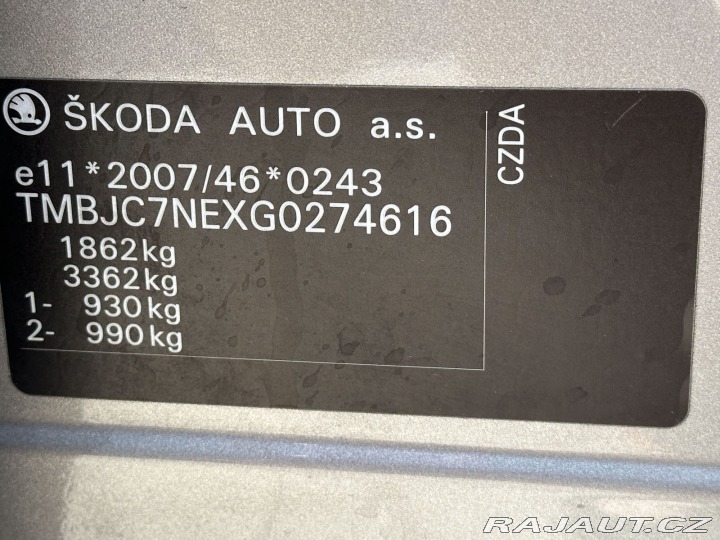 ŠKODA AUTO a.s.
e11*2007/46*0243
TMBJC7NEXG0274616
1862kg
3362kg
1- 930kg
2- 990kg
CZDA
RAJAUT.CZ